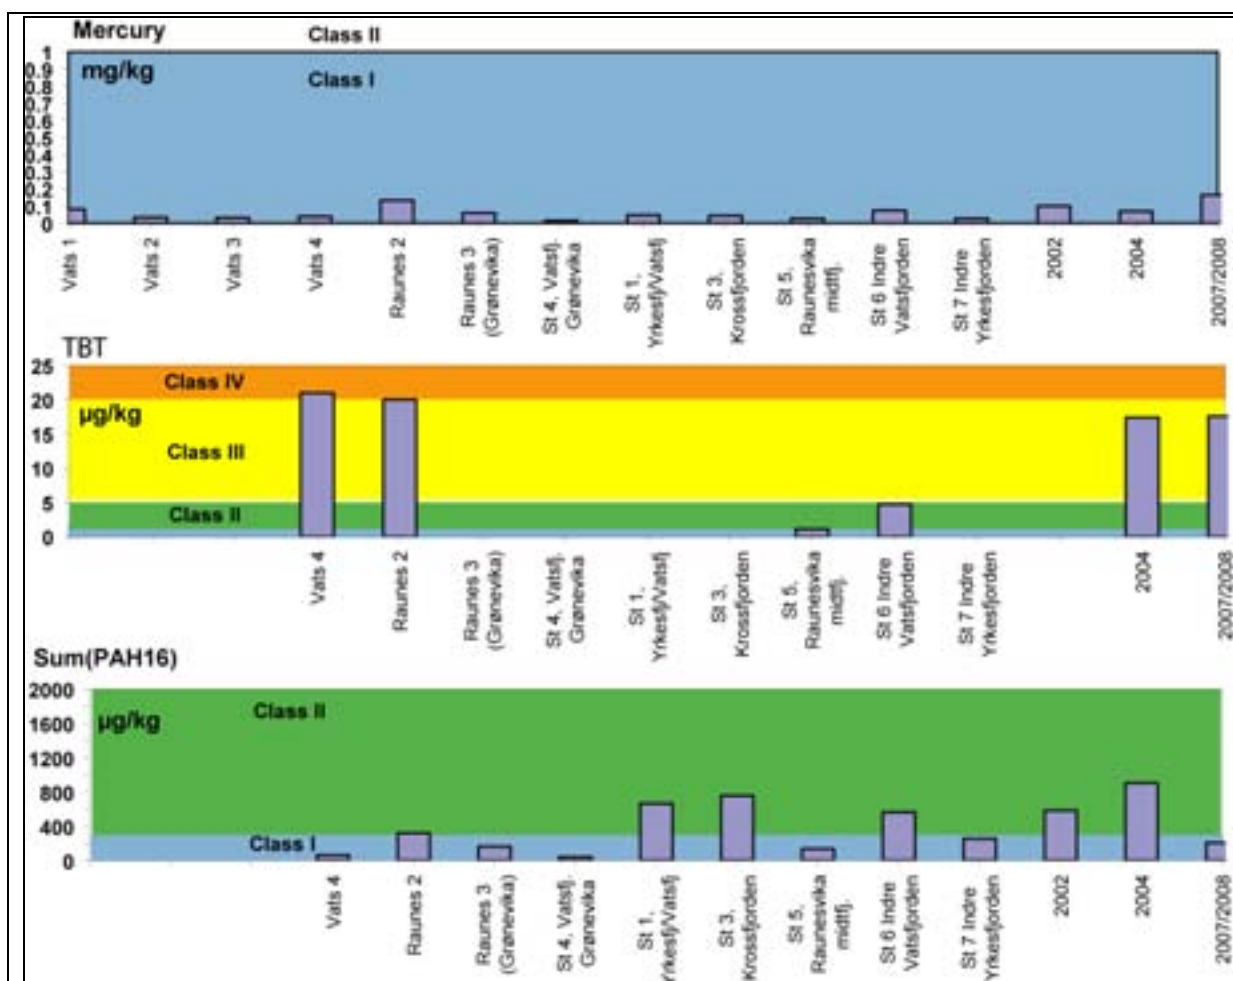 Mercury
Class II
mg/kg
Class I
1
0.9
0.8
0.7
0.6
0.5
0.4
0.3
0.2
0.1
0
Vats 1
Vats 2
Vats 3
Vats 4
Raunes 2
Raunes 3
(Grønevika)
St 4, Vatsfj.
Grønevika
St 1,
Yrkesfj/Vatsfj
St 3,
Krossfjorden
St 5,
Raunesvika
midtfj.
St 6 Indre
Vatsfjorden
St 7 Indre
Yrkesfjorden
2002
2004
2007/2008
TBT
25
20
15
10
5
0
Class IV
µg/kg
Class III
Class II
Vats 4
Raunes 2
Raunes 3
(Grønevika)
St 4, Vatsfj.
Grønevika
St 1,
Yrkesfj/Vatsfj
St 3,
Krossfjorden
St 5,
Raunesvika
midtfj.
St 6 Indre
Vatsfjorden
St 7 Indre
Yrkesfjorden
2004
2007/2008
Sum(PAH16)
2000
1600
1200
800
400
0
µg/kg
Class II
Class I
Vats 4
Raunes 2
Raunes 3
(Grønevika)
St 4, Vatsfj.
Grønevika
St 1,
Yrkesfj/Vatsfj
St 3,
Krossfjorden
St 5,
Raunesvika
midtfj.
St 6 Indre
Vatsfjorden
St 7 Indre
Yrkesfjorden
2002
2004
2007/2008